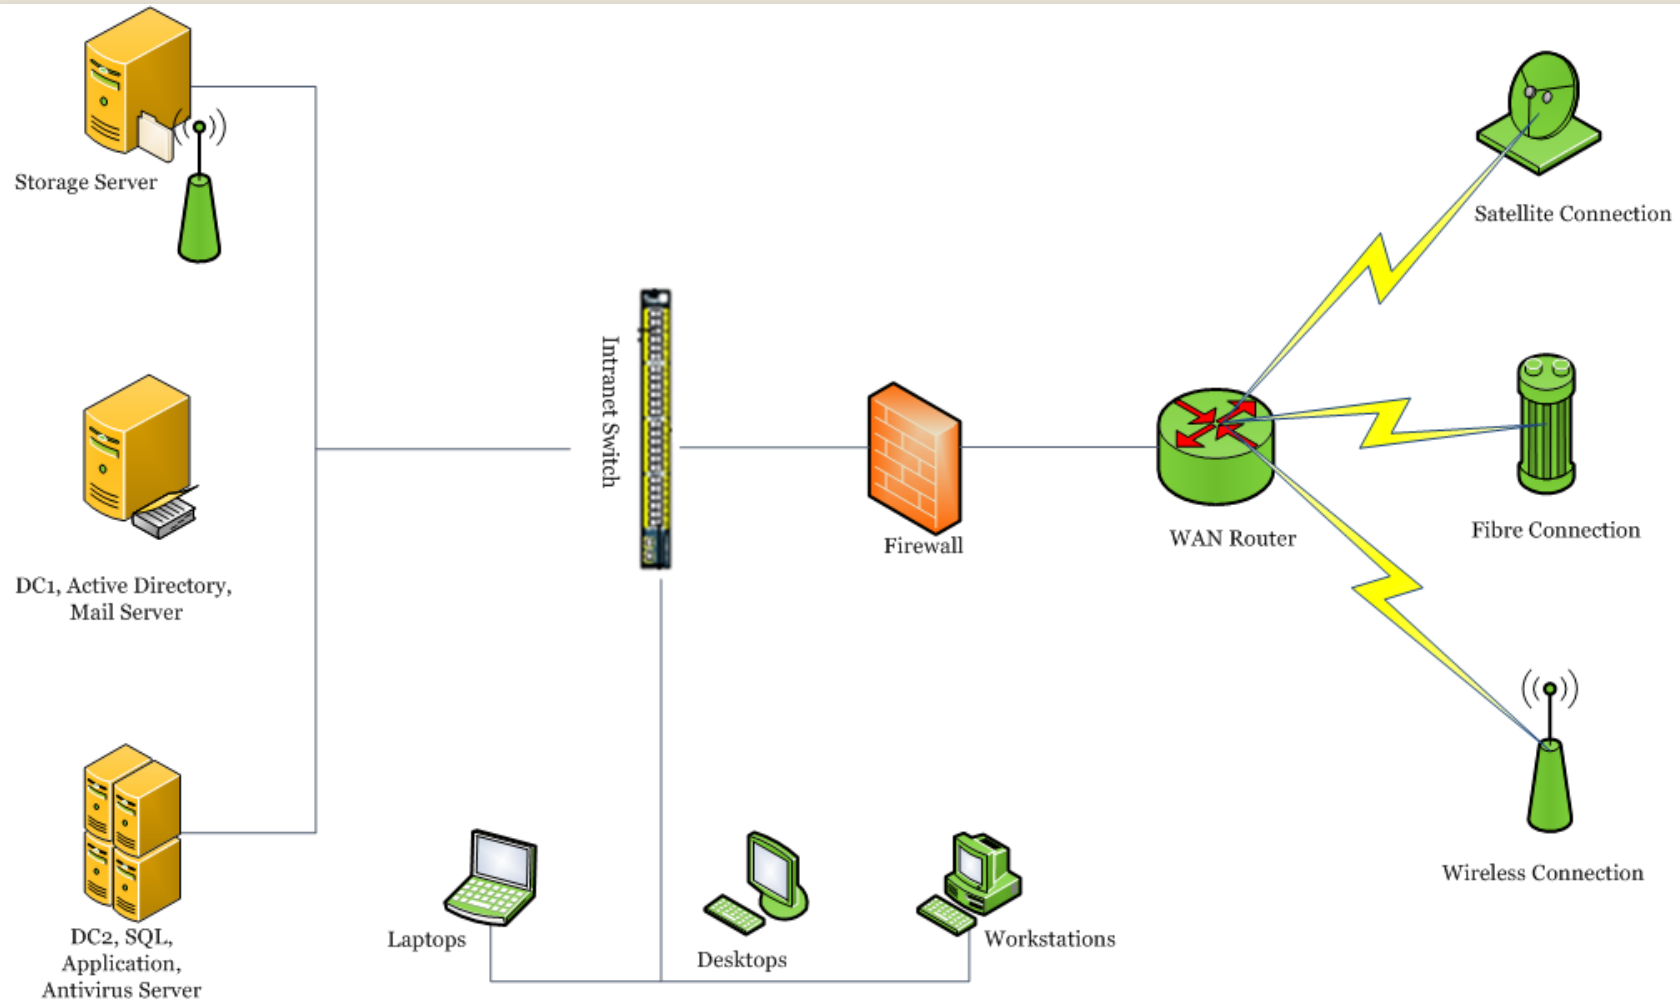 Storage Server
Satellite Connection
Intranet Switch
Firewall
WAN Router
Fibre Connection
DC1, Active Directory,
Mail Server
Wireless Connection
DC2, SQL,
Application,
Antivirus Server
Laptops
Desktops
Workstations